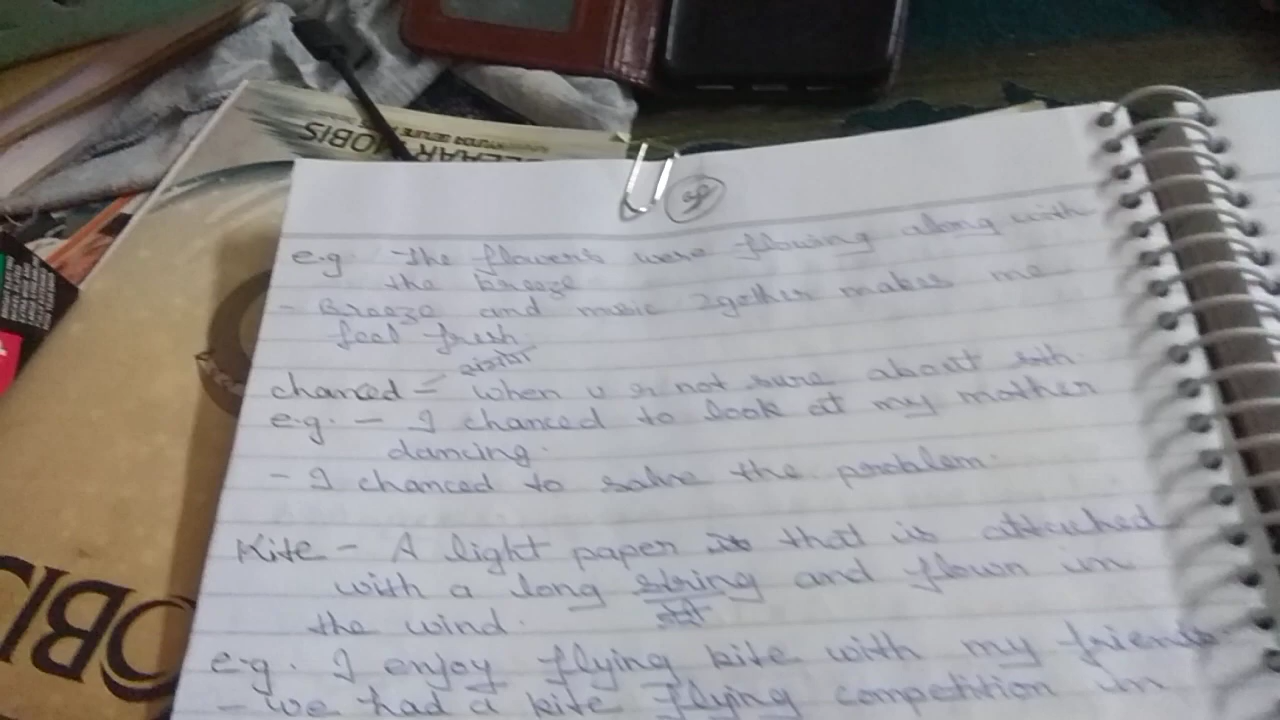 e.g The flowers were flowing along with
the breeze
- Breeze and music 2gether makes me
feel fresh
chanced = when u r not sure about sth
e.g. - I chanced to look at my mother
dancing.
- I chanced to solve the problem.
Kite - A light paper that is attached
with a long string and flown in
the wind.
e.g. I enjoy flying kite with my friends
- we had a kite flying competition in
MOBIS
OBIS